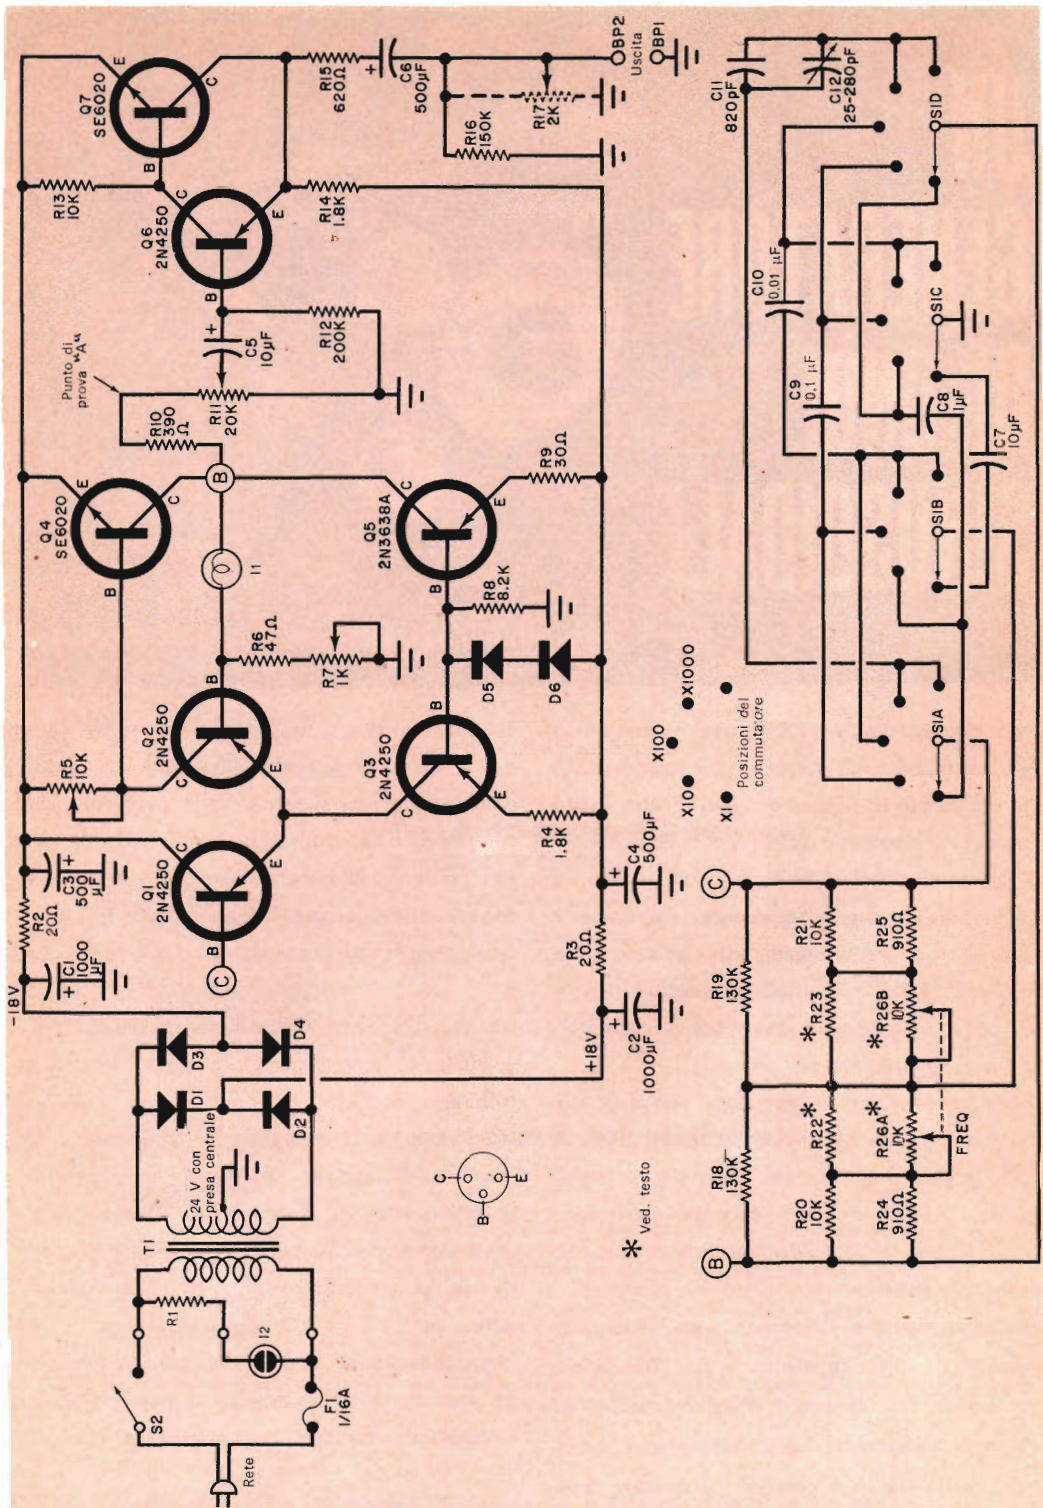 Rete
S2
F1
1/16A
R1
I2
T1
24 V con
presa centrale
D1
D2
D3
D4
-18V
+18V
C1
1000
µF
R2
20Ω
C3
500
µF
C2
1000µF
R3
20Ω
C4
500µF
C
B
Q1
2N4250
C
E
R4
1.8K
R5
10K
Q2
2N4250
C
B
E
Q3
2N4250
C
B
E
R6
47Ω
R7
1K
D5
D6
R8
8.2K
I1
Q4
SE6020
B
E
C
B
Q5
2N3638A
C
B
E
R9
30Ω
R10
390
Ω
Punto di
prova "A"
R11
20K
C5
10µF
R12
200K
Q6
2N4250
B
C
E
R13
10K
R14
1.8K
Q7
SE6020
B
E
C
R15
620Ω
C6
500µF
R16
150K
R17
2K
BP2
Uscita
BP1
C
B
E
* Ved. testo
X1
X10
X100
X1000
Posizioni del
commutatore
B
C
R18
130K
R19
130K
R20
10K
R22*
*R23
R21
10K
R24
910Ω
R26A*
10K
*R26B
10K
R25
910Ω
FREQ
S1A
S1B
S1C
S1D
C7
10µF
C8
1µF
C9
0,1 µF
C10
0.01 µF
C11
820pF
C12
25-280pF